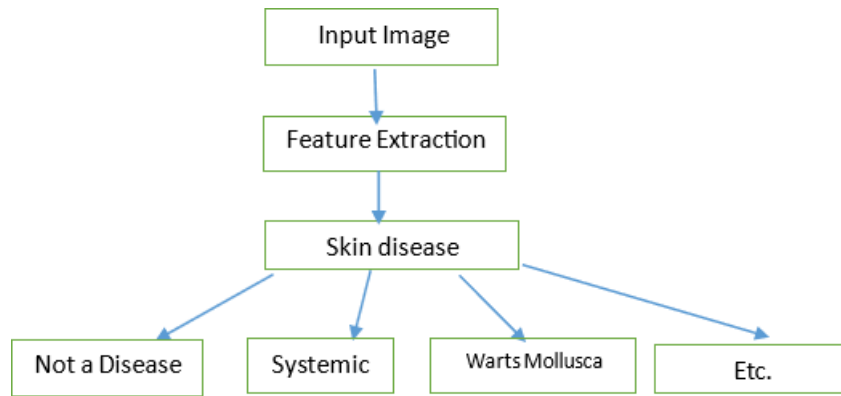 Input Image
Feature Extraction
Skin disease
Not a Disease
Systemic
Warts Mollusca
Etc.